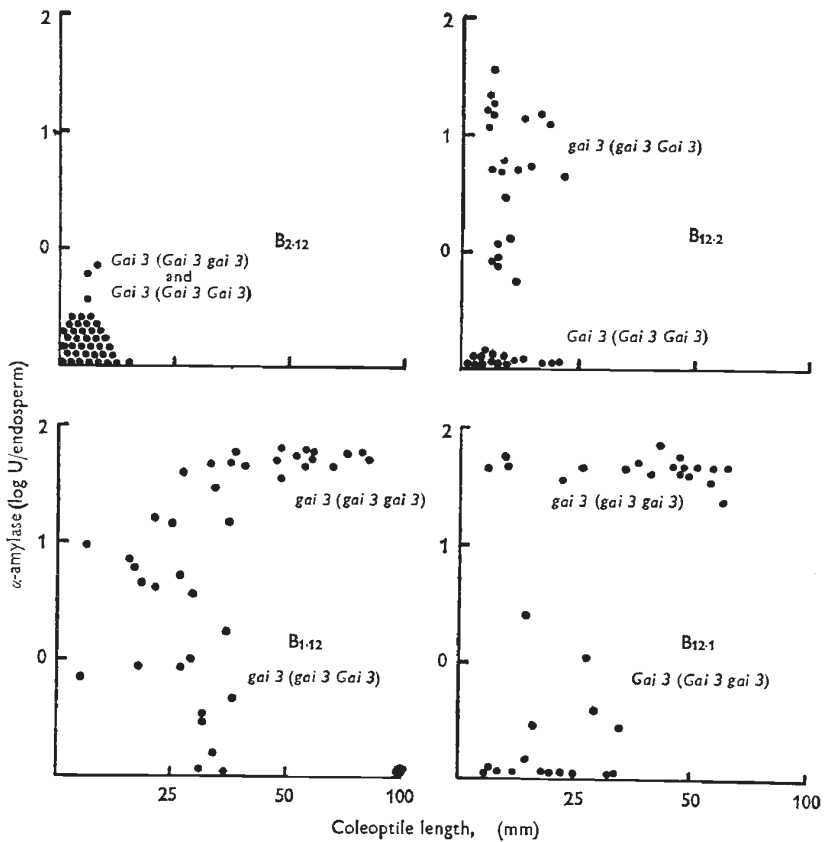 2
1
0
Gai 3 (Gai 3 gai 3)
and
Gai 3 (Gai 3 Gai 3)
B2·12
2
1
0
gai 3 (gai 3 Gai 3)
B12·2
Gai 3 (Gai 3 Gai 3)
α-amylase (log U/endosperm)
2
1
0
gai 3 (gai 3 gai 3)
B1·12
gai 3 (gai 3 Gai 3)
25
50
100
2
1
0
gai 3 (gai 3 gai 3)
B12·1
Gai 3 (Gai 3 gai 3)
25
50
100
Coleoptile length, (mm)